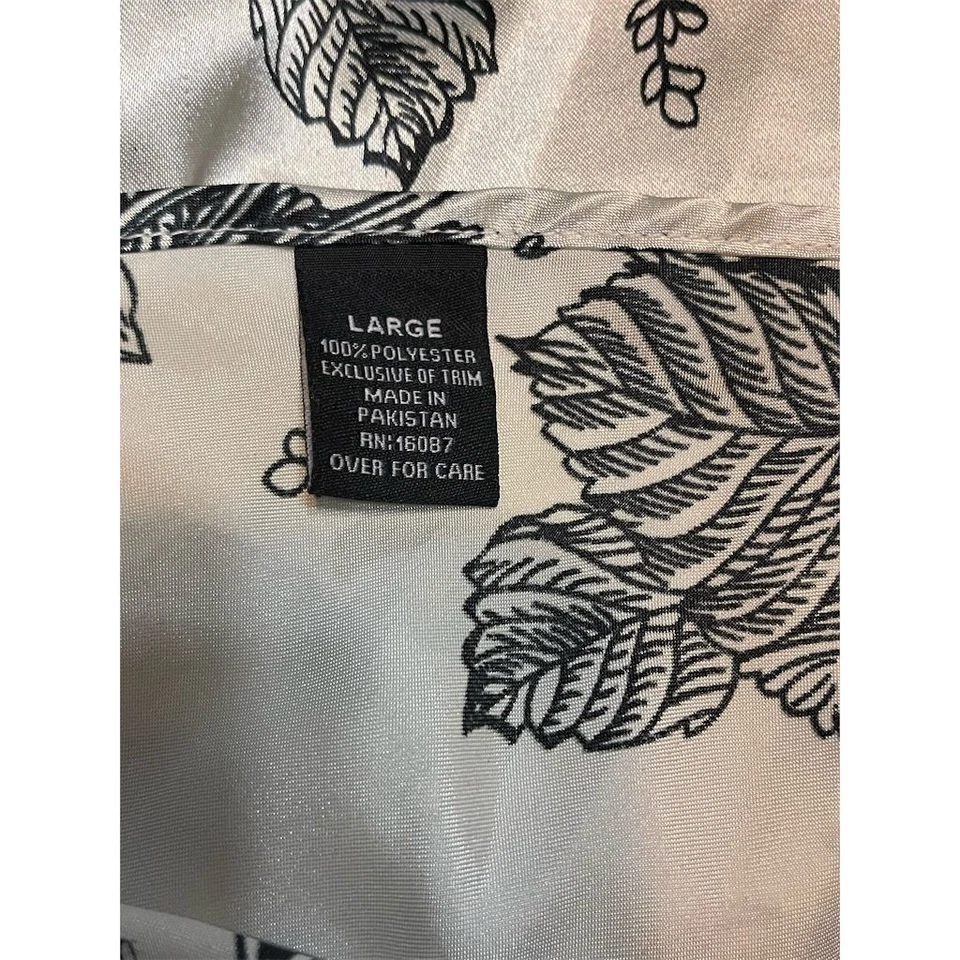 LARGE
100% POLYESTER
EXCLUSIVE OF TRIM
MADE IN
PAKISTAN
RN:16087
OVER FOR CARE